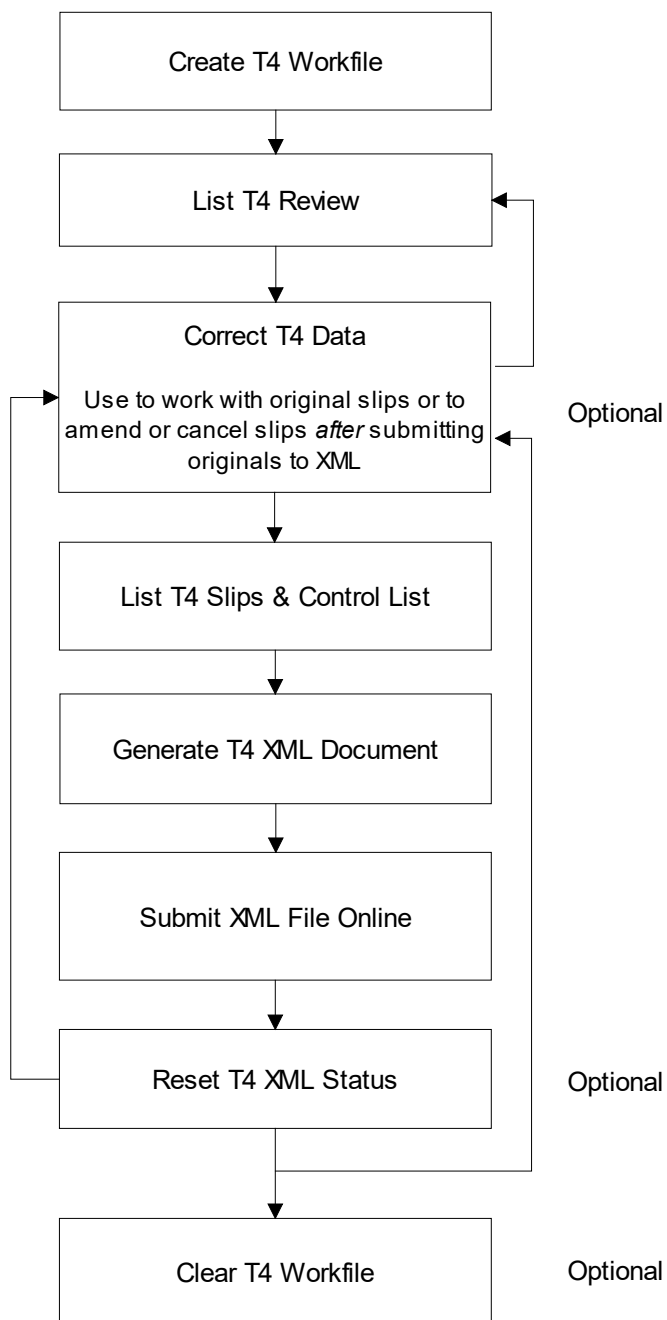 Create T4 Workfile
List T4 Review
Correct T4 Data
Use to work with original slips or to
amend or cancel slips after submitting
originals to XML
Optional
List T4 Slips & Control List
Generate T4 XML Document
Submit XML File Online
Reset T4 XML Status
Optional
Clear T4 Workfile
Optional